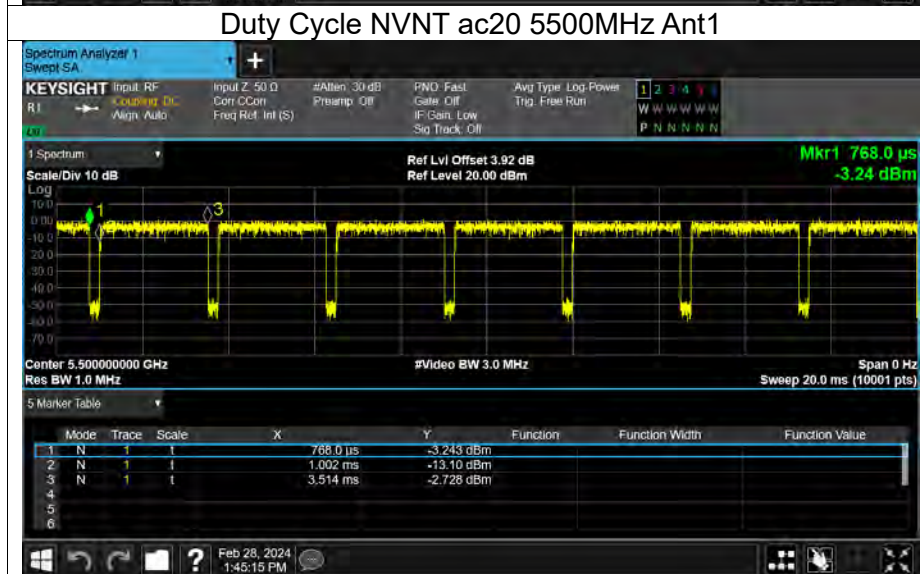 Duty Cycle NVNT ac20 5500MHz Ant1
Spectrum Analyzer 1
Swept SA
+
KEYSIGHT Input: RF Input Z: 50 Ω #Atten: 30 dB PNO: Fast Avg Type: Log-Power 1 2 3 4 5 6
R L Coupling: DC Corr CCorr Preamp: Off Gate: Off Trig: Free Run W W W W W W
Align: Auto Freq Ref: Int (S) IF Gain: Low
Sig Track: Off P N N N N N
1 Spectrum Ref Lvl Offset 3.92 dB Mkr1 768.0 µs
Scale/Div 10 dB Ref Level 20.00 dBm -3.24 dBm
Log
10.0
0.00
-10.0
-20.0
-30.0
-40.0
-50.0
-60.0
-70.0
1
3
Center 5.500000000 GHz #Video BW 3.0 MHz Span 0 Hz
Res BW 1.0 MHz Sweep 20.0 ms (10001 pts)
5 Marker Table
Mode Trace Scale X Y Function Function Width Function Value
1 N 1 t 768.0 µs -3.243 dBm
2 N 1 t 1.002 ms -13.10 dBm
3 N 1 t 3.514 ms -2.728 dBm
4
5
6
? Feb 28, 2024
1:45:15 PM